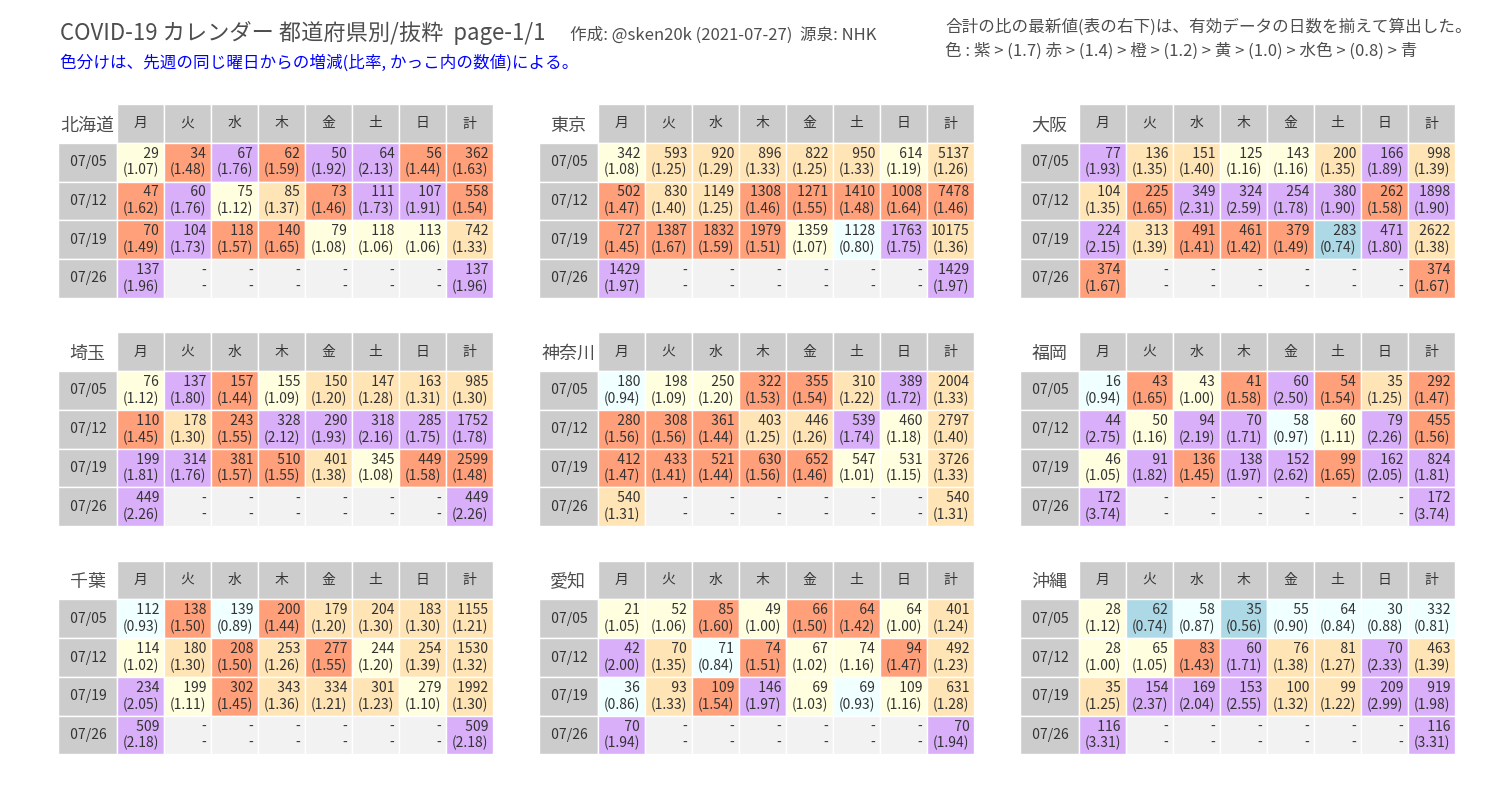 COVID-19 カレンダー 都道府県別/抜粋 page-1/1 作成: @sken20k (2021-07-27) 源泉: NHK
色分けは、先週の同じ曜日からの増減(比率, かっこ内の数値)による。
合計の比の最新値(表の右下)は、有効データの日数を揃えて算出した。
色 : 紫 > (1.7) 赤 > (1.4) 橙 > (1.2) 黄 > (1.0) > 水色 > (0.8) > 青
北海道 月 火 水 木 金 土 日 計
07/05 29 34 67 62 50 64 56 362
(1.07) (1.48) (1.76) (1.59) (1.92) (2.13) (1.44) (1.63)
07/12 47 60 75 85 73 111 107 558
(1.62) (1.76) (1.12) (1.37) (1.46) (1.73) (1.91) (1.54)
07/19 70 104 118 140 79 118 113 742
(1.49) (1.73) (1.57) (1.65) (1.08) (1.06) (1.06) (1.33)
07/26 137 - - - - - - 137
(1.96) - - - - - - (1.96)
東京 月 火 水 木 金 土 日 計
07/05 342 593 920 896 822 950 614 5137
(1.08) (1.25) (1.29) (1.33) (1.25) (1.33) (1.19) (1.26)
07/12 502 830 1149 1308 1271 1410 1008 7478
(1.47) (1.40) (1.25) (1.46) (1.55) (1.48) (1.64) (1.46)
07/19 727 1387 1832 1979 1359 1128 1763 10175
(1.45) (1.67) (1.59) (1.51) (1.07) (0.80) (1.75) (1.36)
07/26 1429 - - - - - - 1429
(1.97) - - - - - - (1.97)
大阪 月 火 水 木 金 土 日 計
07/05 77 136 151 125 143 200 166 998
(1.93) (1.35) (1.40) (1.16) (1.16) (1.35) (1.89) (1.39)
07/12 104 225 349 324 254 380 262 1898
(1.35) (1.65) (2.31) (2.59) (1.78) (1.90) (1.58) (1.90)
07/19 224 313 491 461 379 283 471 2622
(2.15) (1.39) (1.41) (1.42) (1.49) (0.74) (1.80) (1.38)
07/26 374 - - - - - - 374
(1.67) - - - - - - (1.67)
埼玉 月 火 水 木 金 土 日 計
07/05 76 137 157 155 150 147 163 985
(1.12) (1.80) (1.44) (1.09) (1.20) (1.28) (1.31) (1.30)
07/12 110 178 243 328 290 318 285 1752
(1.45) (1.30) (1.55) (2.12) (1.93) (2.16) (1.75) (1.78)
07/19 199 314 381 510 401 345 449 2599
(1.81) (1.76) (1.57) (1.55) (1.38) (1.08) (1.58) (1.48)
07/26 449 - - - - - - 449
(2.26) - - - - - - (2.26)
神奈川 月 火 水 木 金 土 日 計
07/05 180 198 250 322 355 310 389 2004
(0.94) (1.09) (1.20) (1.53) (1.54) (1.22) (1.72) (1.33)
07/12 280 308 361 403 446 539 460 2797
(1.56) (1.56) (1.44) (1.25) (1.26) (1.74) (1.18) (1.40)
07/19 412 433 521 630 652 547 531 3726
(1.47) (1.41) (1.44) (1.56) (1.46) (1.01) (1.15) (1.33)
07/26 540 - - - - - - 540
(1.31) - - - - - - (1.31)
福岡 月 火 水 木 金 土 日 計
07/05 16 43 43 41 60 54 35 292
(0.94) (1.65) (1.00) (1.58) (2.50) (1.54) (1.25) (1.47)
07/12 44 50 94 70 58 60 79 455
(2.75) (1.16) (2.19) (1.71) (0.97) (1.11) (2.26) (1.56)
07/19 46 91 136 138 152 99 162 824
(1.05) (1.82) (1.45) (1.97) (2.62) (1.65) (2.05) (1.81)
07/26 172 - - - - - - 172
(3.74) - - - - - - (3.74)
千葉 月 火 水 木 金 土 日 計
07/05 112 138 139 200 179 204 183 1155
(0.93) (1.50) (0.89) (1.44) (1.20) (1.30) (1.30) (1.21)
07/12 114 180 208 253 277 244 254 1530
(1.02) (1.30) (1.50) (1.26) (1.55) (1.20) (1.39) (1.32)
07/19 234 199 302 343 334 301 279 1992
(2.05) (1.11) (1.45) (1.36) (1.21) (1.23) (1.10) (1.30)
07/26 509 - - - - - - 509
(2.18) - - - - - - (2.18)
愛知 月 火 水 木 金 土 日 計
07/05 21 52 85 49 66 64 64 401
(1.05) (1.06) (1.60) (1.00) (1.50) (1.42) (1.00) (1.24)
07/12 42 70 71 74 67 74 94 492
(2.00) (1.35) (0.84) (1.51) (1.02) (1.16) (1.47) (1.23)
07/19 36 93 109 146 69 69 109 631
(0.86) (1.33) (1.54) (1.97) (1.03) (0.93) (1.16) (1.28)
07/26 70 - - - - - - 70
(1.94) - - - - - - (1.94)
沖縄 月 火 水 木 金 土 日 計
07/05 28 62 58 35 55 64 30 332
(1.12) (0.74) (0.87) (0.56) (0.90) (0.84) (0.88) (0.81)
07/12 28 65 83 60 76 81 70 463
(1.00) (1.05) (1.43) (1.71) (1.38) (1.27) (2.33) (1.39)
07/19 35 154 169 153 100 99 209 919
(1.25) (2.37) (2.04) (2.55) (1.32) (1.22) (2.99) (1.98)
07/26 116 - - - - - - 116
(3.31) - - - - - - (3.31)